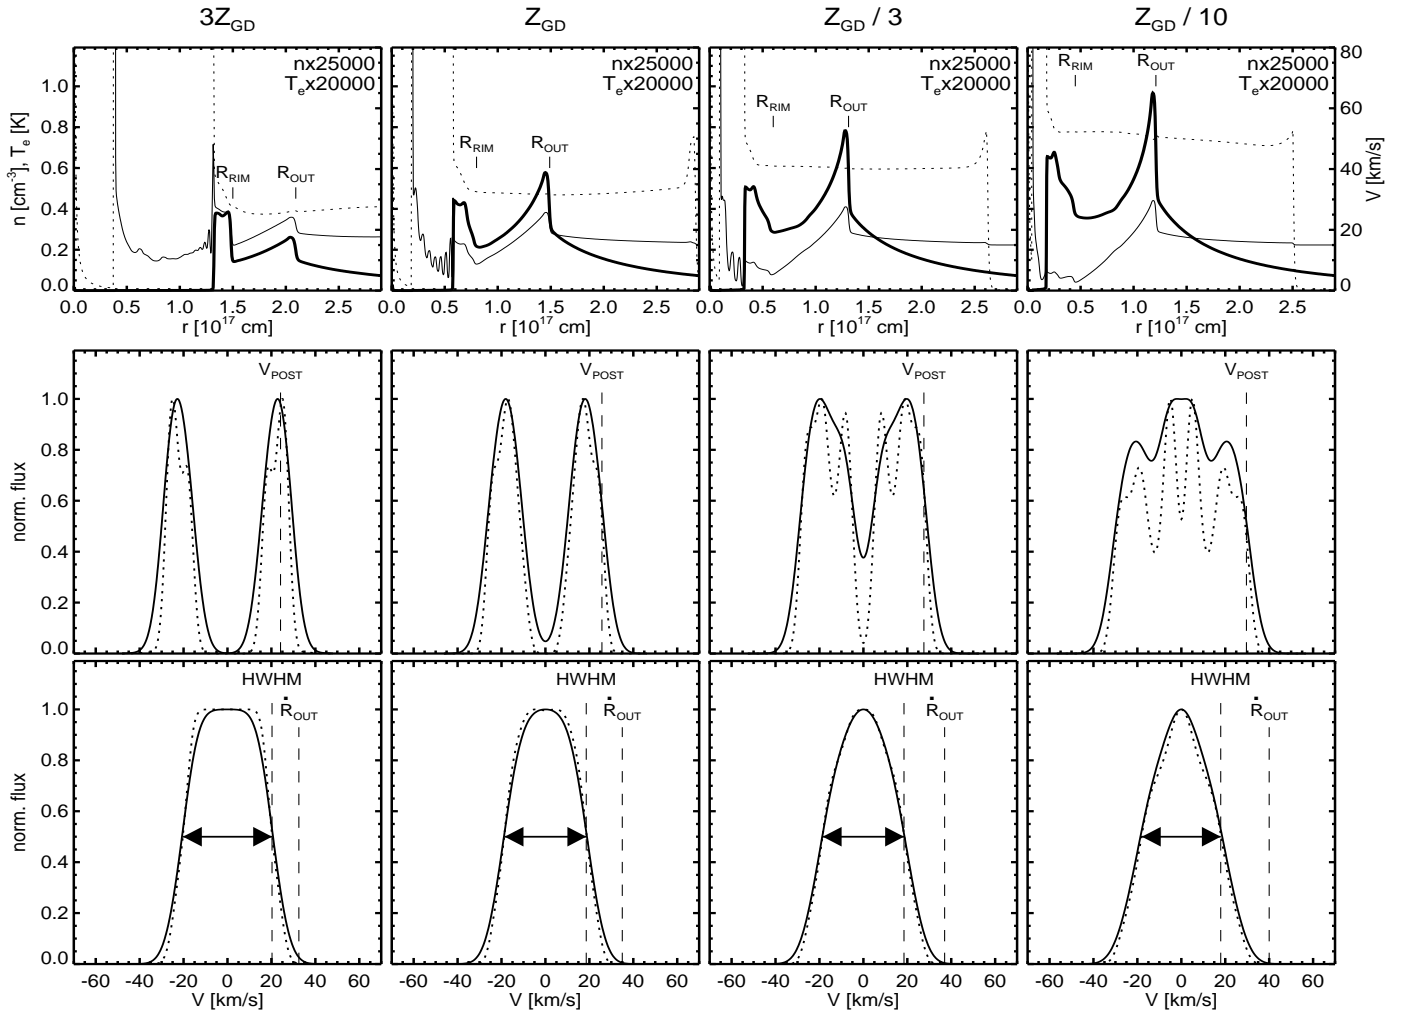 3Z_GD Z_GD Z_GD / 3 Z_GD / 10
nx25000 nx25000 nx25000 nx25000
T_e x20000 T_e x20000 T_e x20000 T_e x20000
R_RIM R_OUT R_RIM R_OUT R_RIM R_OUT R_RIM R_OUT
n [cm^-3], T_e [K]
1.0
0.8
0.6
0.4
0.2
0.0
80
60
40
20
0
V [km/s]
0.0 0.5 1.0 1.5 2.0 2.5 0.0 0.5 1.0 1.5 2.0 2.5 0.0 0.5 1.0 1.5 2.0 2.5 0.0 0.5 1.0 1.5 2.0 2.5
r [10^17 cm] r [10^17 cm] r [10^17 cm] r [10^17 cm]
V_POST V_POST V_POST V_POST
norm. flux
1.0
0.8
0.6
0.4
0.2
0.0
HWHM HWHM HWHM HWHM
Ṙ_OUT Ṙ_OUT Ṙ_OUT Ṙ_OUT
norm. flux
1.0
0.8
0.6
0.4
0.2
0.0
-60 -40 -20 0 20 40 60 -60 -40 -20 0 20 40 60 -60 -40 -20 0 20 40 60 -60 -40 -20 0 20 40 60
V [km/s] V [km/s] V [km/s] V [km/s]